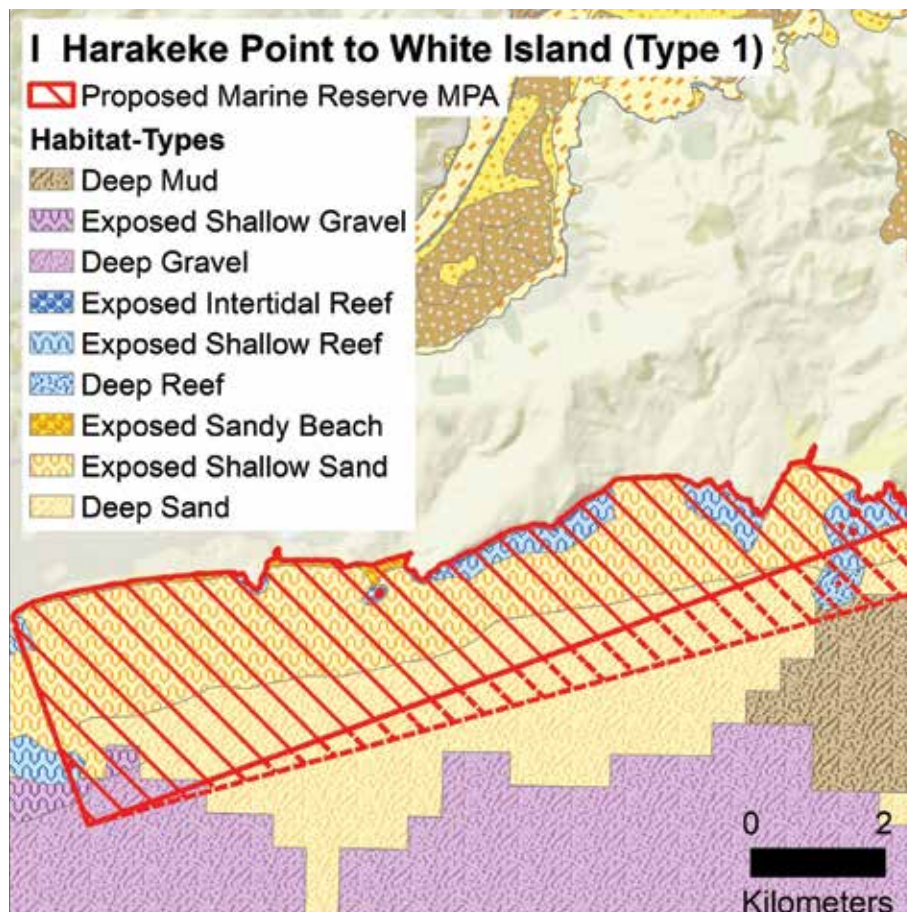 I Harakeke Point to White Island (Type 1)
Proposed Marine Reserve MPA
Habitat-Types
Deep Mud
Exposed Shallow Gravel
Deep Gravel
Exposed Intertidal Reef
Exposed Shallow Reef
Deep Reef
Exposed Sandy Beach
Exposed Shallow Sand
Deep Sand
0 2
Kilometers